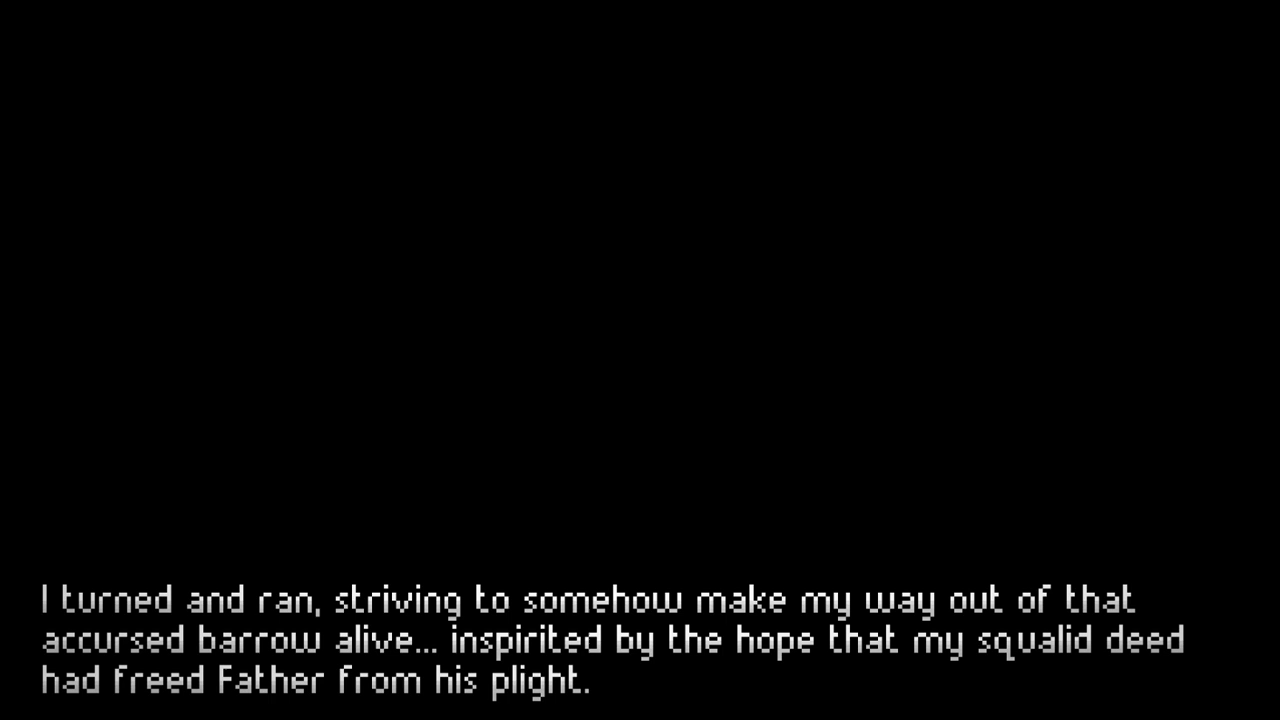 I turned and ran, striving to somehow make my way out of that
accursed barrow alive... inspirited by the hope that my squalid deed
had freed Father from his plight.